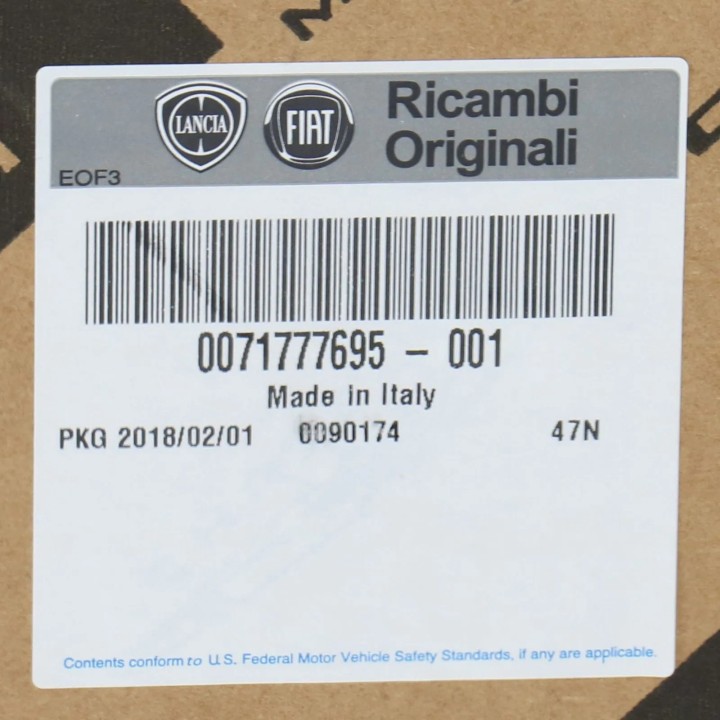 LANCIA FIAT Ricambi
Originali
EOF3
0071777695 - 001
Made in Italy
PKG 2018/02/01 0090174 47N
Contents conform to U.S. Federal Motor Vehicle Safety Standards, if any are applicable.